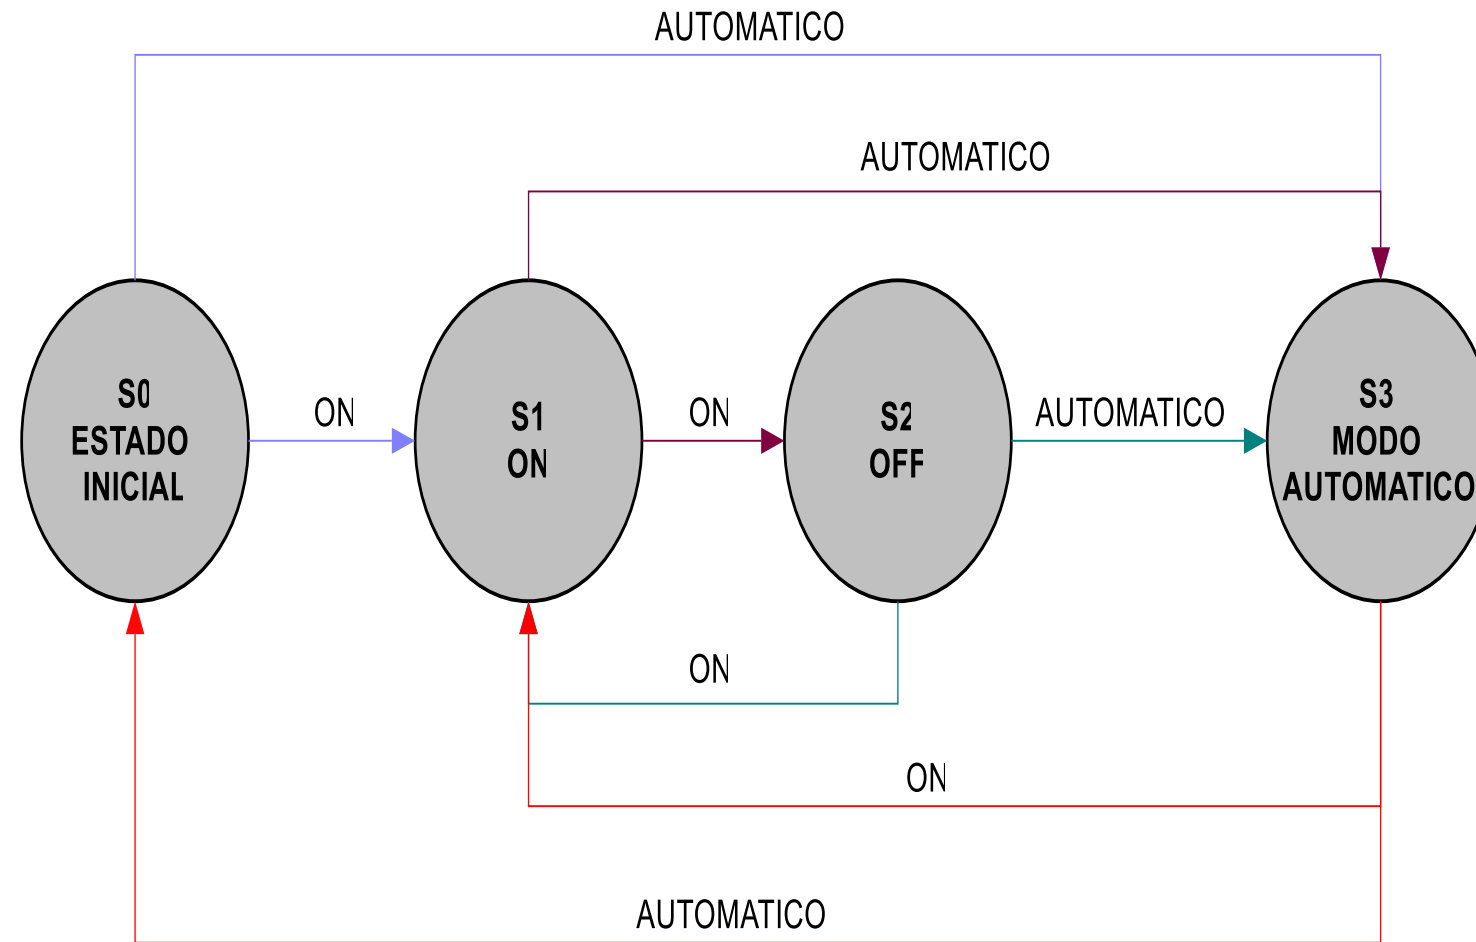 AUTOMATICO
AUTOMATICO
S0
ESTADO
INICIAL
ON
S1
ON
ON
S2
OFF
AUTOMATICO
S3
MODO
AUTOMATICO
ON
ON
AUTOMATICO